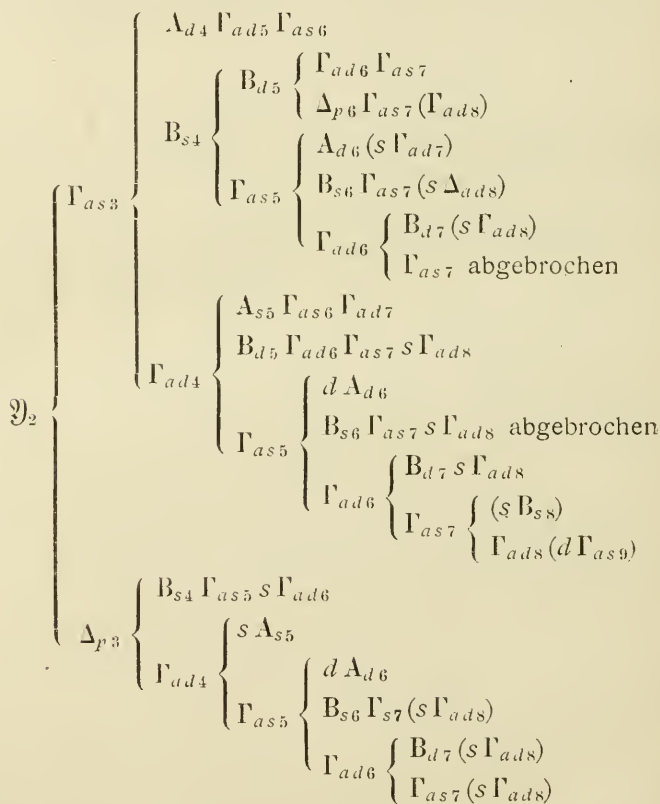 A_{d4} Γ_{ad5} Γ_{as6}
B_{d5} { Γ_{ad6} Γ_{as7}
Δ_{p6} Γ_{as7} (Γ_{ad8})
B_{s4} {
A_{d6} (s Γ_{ad7})
Γ_{as3} {
Γ_{as5} { B_{s6} Γ_{as7} (s Δ_{ad8})
Γ_{ad6} { B_{d7} (s Γ_{ad8})
Γ_{as7} abgebrochen
A_{s5} Γ_{as6} Γ_{ad7}
B_{d5} Γ_{ad6} Γ_{as7} s Γ_{ad8}
Γ_{ad4} {
d A_{d6}
𝔜_2 {
B_{s6} Γ_{as7} s Γ_{ad8} abgebrochen
Γ_{as5} {
Γ_{ad6} { B_{d7} s Γ_{ad8}
Γ_{as7} { (s B_{s8})
Γ_{ad8} (d Γ_{as9})
B_{s4} Γ_{as5} s Γ_{ad6}
Δ_{p3} {
s A_{s5}
Γ_{ad4} {
d A_{d6}
Γ_{as5} { B_{s6} Γ_{s7} (s Γ_{ad8})
Γ_{ad6} { B_{d7} (s Γ_{ad8})
Γ_{as7} (s Γ_{ad8})